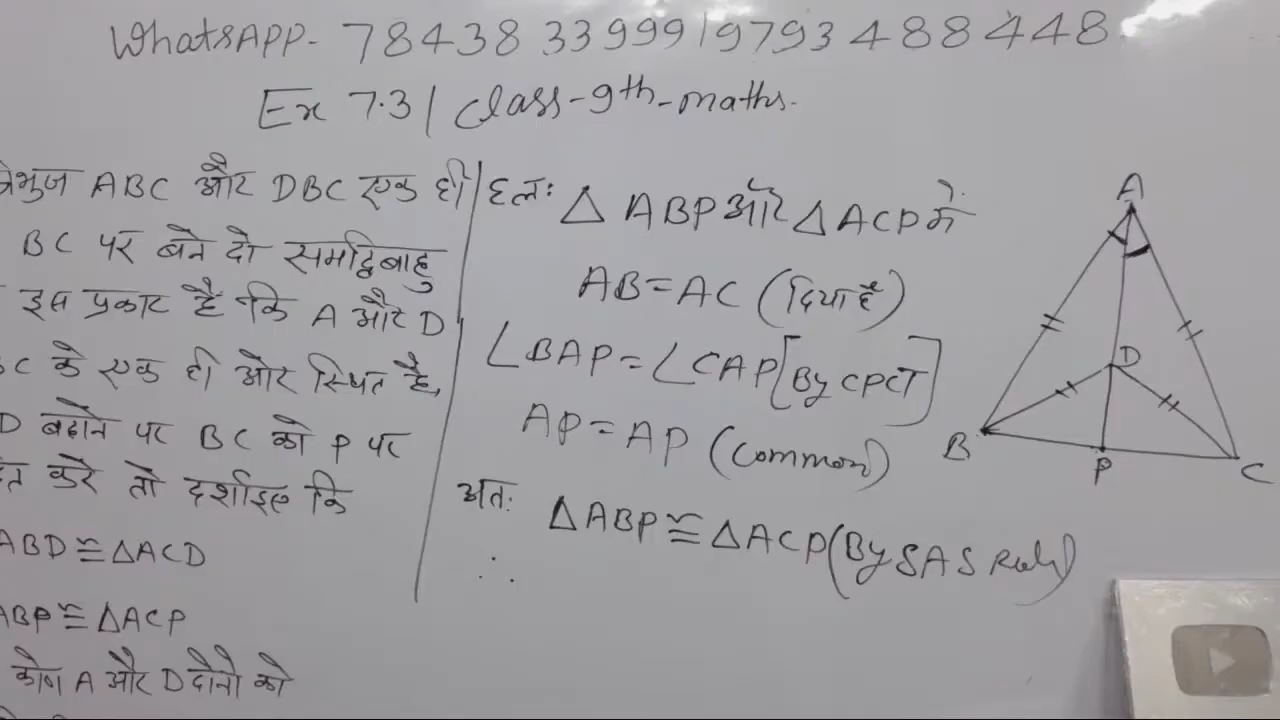 WhatsAPP- 78438 33999/9793 488448
Ex 7.3 / Class-9th-maths.
ABC और DBC एक ही
BC पर बने दो समद्विबाहु
इस प्रकार है कि A और D
के एक ही ओर स्थित है,
बढ़ाने पर BC को P पर
करे तो दर्शाइए कि
ABD ≅ ΔACD
ABP ≅ ΔACP
कोण A और D दोनो को
हल:
Δ ABP और Δ ACP में
AB = AC (दिया है)
∠BAP = ∠CAP [By CPCT]
AP = AP (Common)
अतः
ΔABP ≅ ΔACP (By SAS Rule)
∴
A
D
B
P
C